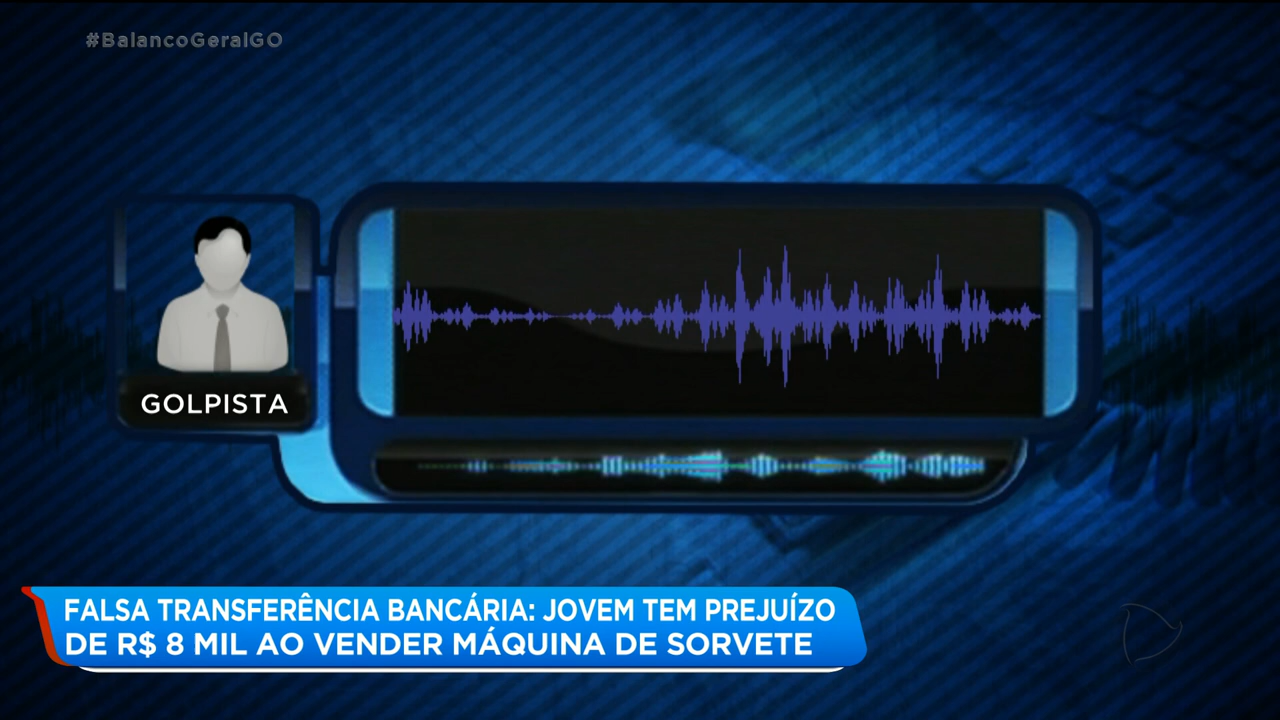 #BalancoGeralGO
GOLPISTA
FALSA TRANSFERÊNCIA BANCÁRIA: JOVEM TEM PREJUÍZO
DE R$ 8 MIL AO VENDER MÁQUINA DE SORVETE